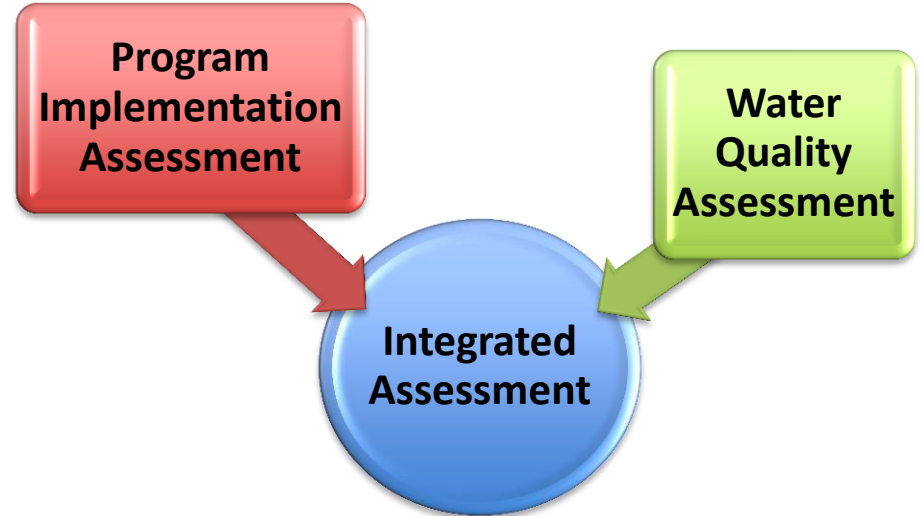 Program
Implementation
Assessment
Water
Quality
Assessment
Integrated
Assessment